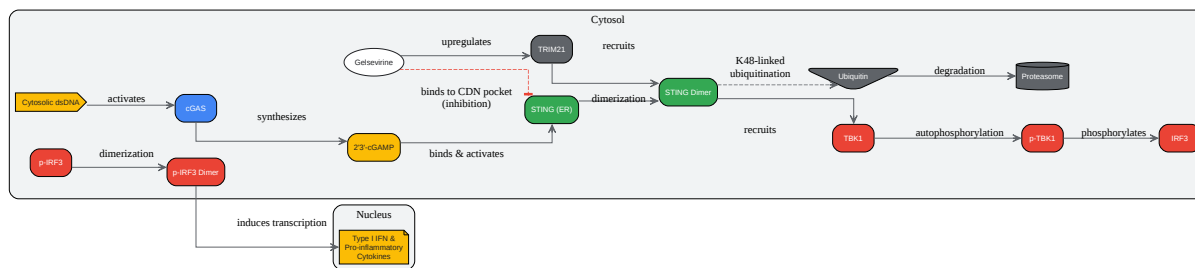 Cytosol
upregulates
TRIM21
recruits
Gelsevirine
K48-linked
ubiquitination
Ubiquitin
degradation
Proteasome
binds to CDN pocket
(inhibition)
Cytosolic dsDNA
activates
cGAS
synthesizes
STING (ER)
dimerization
STING Dimer
recruits
TBK1
autophosphorylation
p-TBK1
phosphorylates
IRF3
2'3'-cGAMP
binds & activates
p-IRF3
dimerization
p-IRF3 Dimer
induces transcription
Nucleus
Type I IFN &
Pro-inflammatory
Cytokines